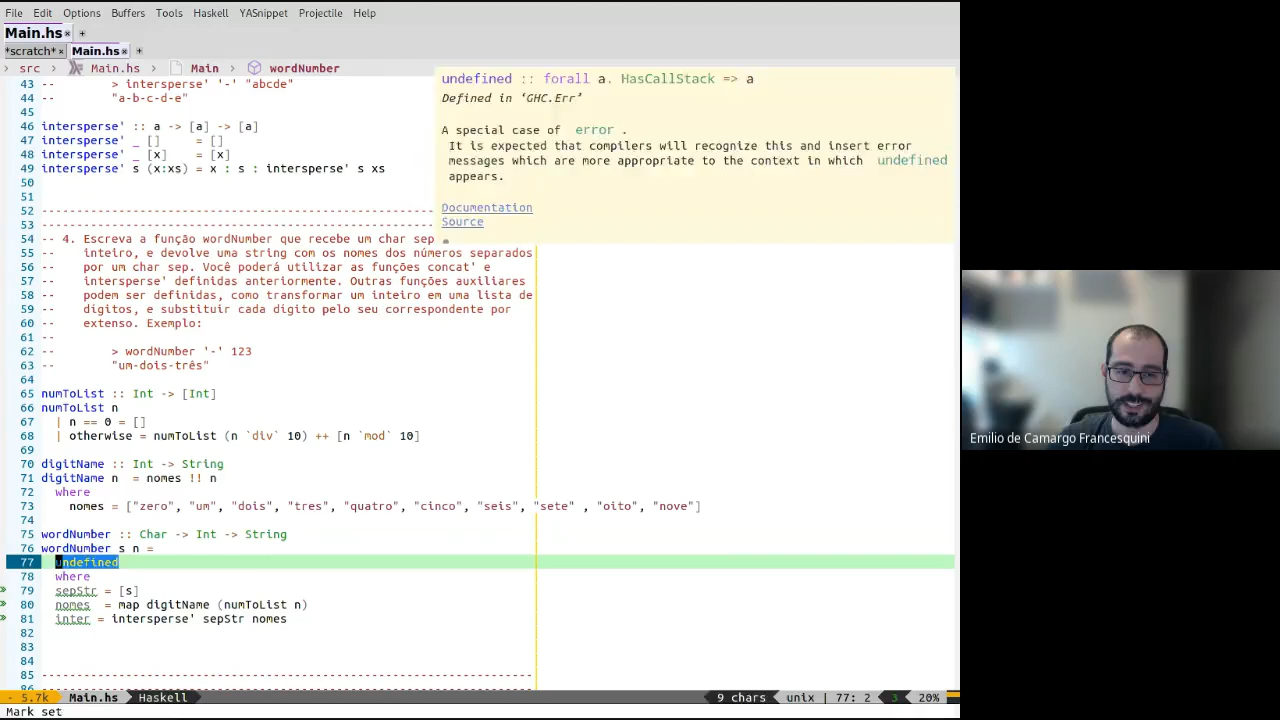 File Edit Options Buffers Tools Haskell YASnippet Projectile Help
Main.hs × +
*scratch* × Main.hs × +
> src > Main.hs > Main > wordNumber
43 -- > intersperse' '-' "abcde"
44 -- "a-b-c-d-e"
45
46 intersperse' :: a -> [a] -> [a]
47 intersperse' _ [] = []
48 intersperse' _ [x] = [x]
49 intersperse' s (x:xs) = x : s : intersperse' s xs
50
51
52 --------------------------------------------------------
53 --------------------------------------------------------
54 -- 4. Escreva a função wordNumber que recebe um char sep
55 -- inteiro, e devolve uma string com os nomes dos números separados
56 -- por um char sep. Você poderá utilizar as funções concat' e
57 -- intersperse' definidas anteriormente. Outras funções auxiliares
58 -- podem ser definidas, como transformar um inteiro em uma lista de
59 -- digitos, e substituir cada digito pelo seu correspondente por
60 -- extenso. Exemplo:
61 --
62 -- > wordNumber '-' 123
63 -- "um-dois-três"
64
65 numToList :: Int -> [Int]
66 numToList n
67 | n == 0 = []
68 | otherwise = numToList (n `div` 10) ++ [n `mod` 10]
69
70 digitName :: Int -> String
71 digitName n = nomes !! n
72 where
73 nomes = ["zero", "um", "dois", "tres", "quatro", "cinco", "seis", "sete" , "oito", "nove"]
74
75 wordNumber :: Char -> Int -> String
76 wordNumber s n =
77 undefined
78 where
79 sepStr = [s]
80 nomes = map digitName (numToList n)
81 inter = intersperse' sepStr nomes
82
83
84
85 ----------------------------------------------------------------------
86
undefined :: forall a. HasCallStack => a
Defined in ‘GHC.Err’
A special case of error .
It is expected that compilers will recognize this and insert error
messages which are more appropriate to the context in which undefined
appears.
Documentation
Source
Emilio de Camargo Francesquini
- 5.7k Main.hs Haskell 9 chars unix | 77: 2 3 20%
Mark set